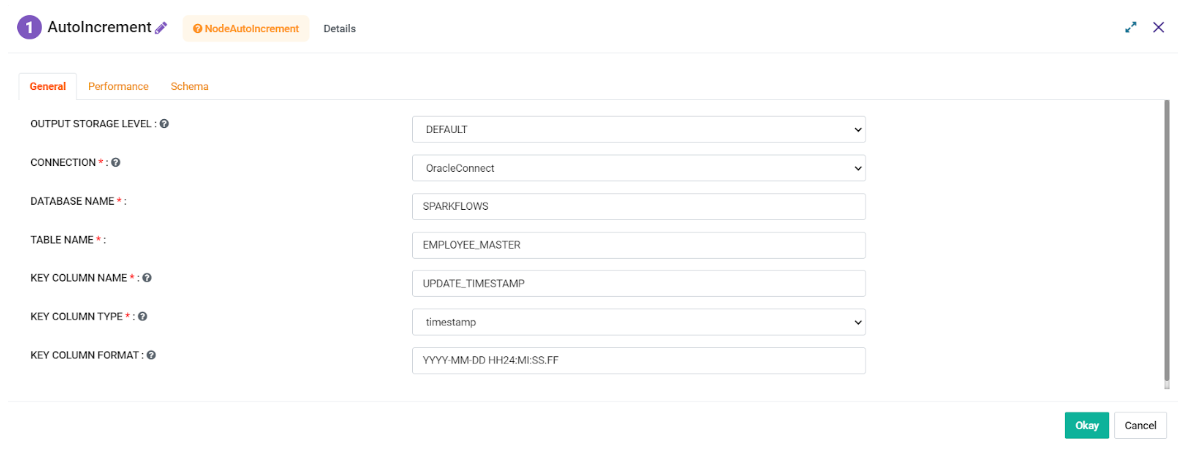 1 AutoIncrement NodeAutoIncrement Details
General Performance Schema
OUTPUT STORAGE LEVEL : DEFAULT
CONNECTION * : OracleConnect
DATABASE NAME * : SPARKFLOWS
TABLE NAME * : EMPLOYEE_MASTER
KEY COLUMN NAME * : UPDATE_TIMESTAMP
KEY COLUMN TYPE * : timestamp
KEY COLUMN FORMAT : YYYY-MM-DD HH24:MI:SS.FF
Okay Cancel